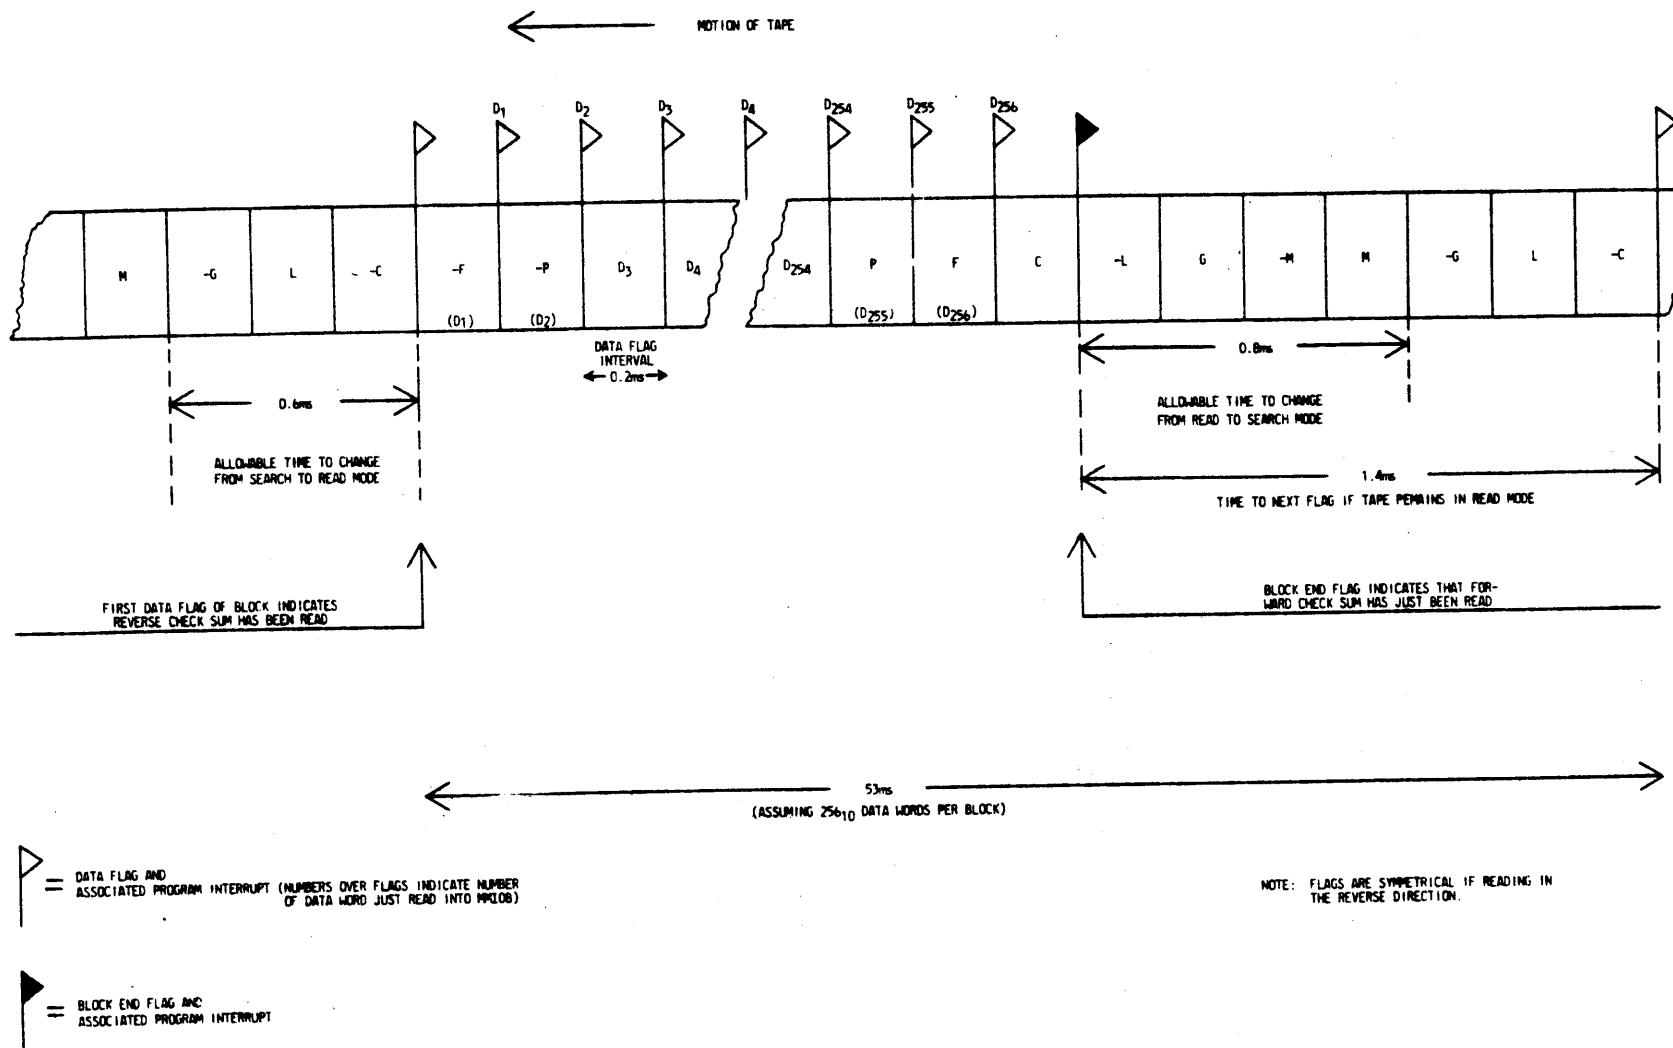 MOTION OF TAPE
D1 D2 D3 D4 D254 D255 D256
M -G L -C -F -P D3 D4 D254 P F C -L G -M M -G L -C
(D1) (D2) (D255) (D256)
DATA FLAG
INTERVAL
0.2ms
0.6ms
0.8ms
ALLOWABLE TIME TO CHANGE
FROM SEARCH TO READ MODE
ALLOWABLE TIME TO CHANGE
FROM READ TO SEARCH MODE
1.4ms
TIME TO NEXT FLAG IF TAPE REMAINS IN READ MODE
FIRST DATA FLAG OF BLOCK INDICATES
REVERSE CHECK SUM HAS BEEN READ
BLOCK END FLAG INDICATES THAT FOR-
WARD CHECK SUM HAS JUST BEEN READ
53ms
(ASSUMING 25610 DATA WORDS PER BLOCK)
= DATA FLAG AND
ASSOCIATED PROGRAM INTERRUPT (NUMBERS OVER FLAGS INDICATE NUMBER
OF DATA WORD JUST READ INTO MMIOB)
NOTE: FLAGS ARE SYMMETRICAL IF READING IN
THE REVERSE DIRECTION.
= BLOCK END FLAG AND
ASSOCIATED PROGRAM INTERRUPT